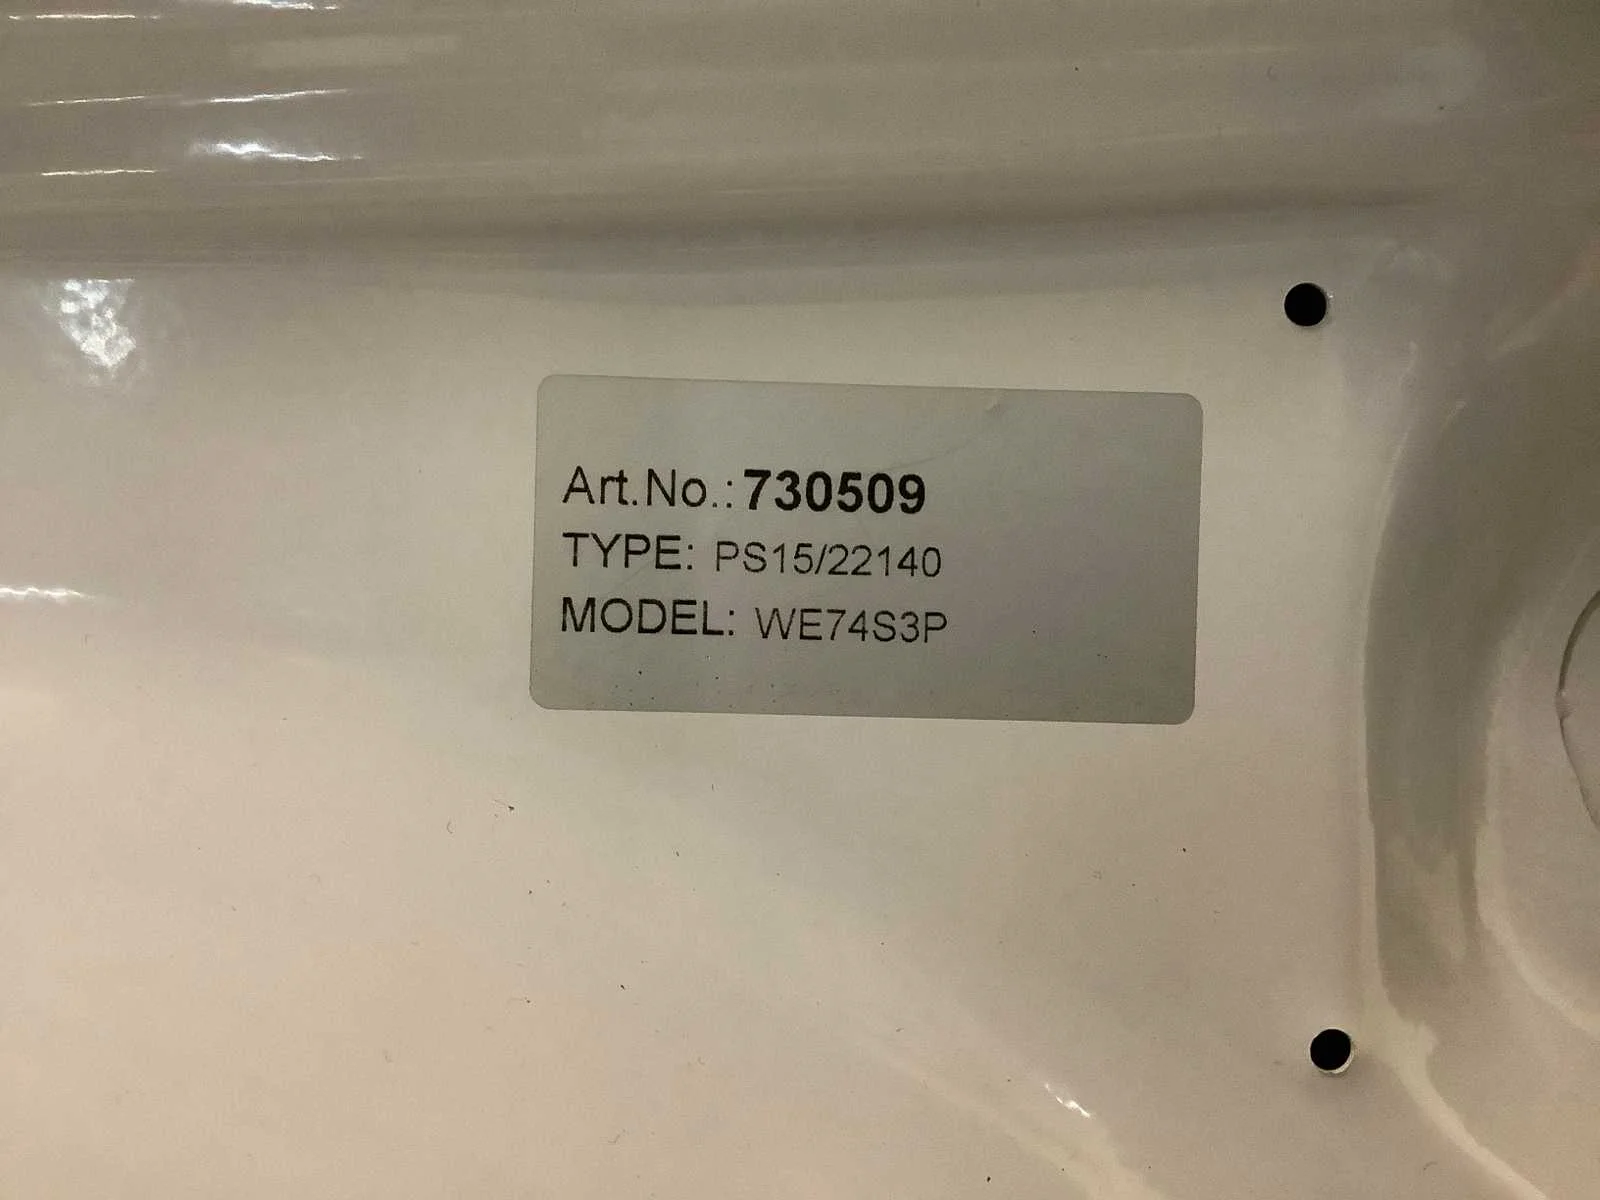 Art.No.:730509
TYPE: PS15/22140
MODEL: WE74S3P